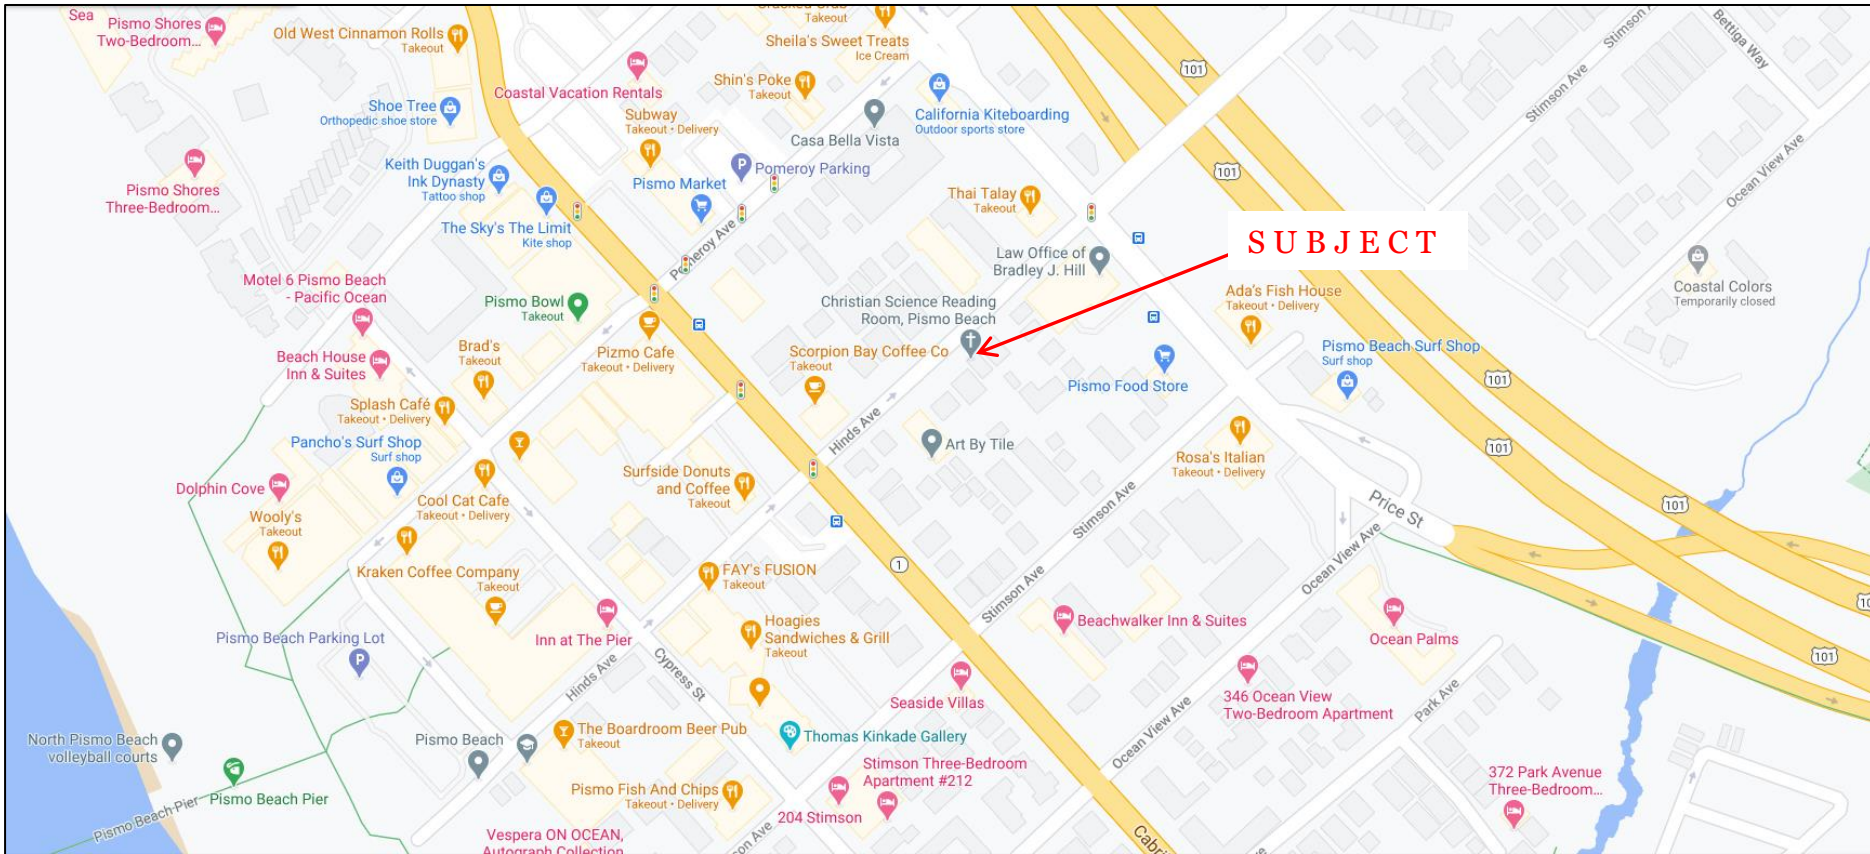 Sea
Pismo Shores
Two-Bedroom...
Old West Cinnamon Rolls
Takeout
Takeout
Sheila's Sweet Treats
Ice Cream
Coastal Vacation Rentals
Shin's Poke
Takeout
101
Stimson Ave
Bettiga Way
Shoe Tree
Orthopedic shoe store
Subway
Takeout • Delivery
California Kiteboarding
Outdoor sports store
Stimson Ave
Casa Bella Vista
Keith Duggan's
Ink Dynasty
Tattoo shop
P
Pomeroy Parking
101
Ocean View Ave
Pismo Shores
Three-Bedroom...
Pismo Market
Thai Talay
Takeout
The Sky's The Limit
Kite shop
SUBJECT
Pomeroy Ave
Law Office of
Bradley J. Hill
Motel 6 Pismo Beach
- Pacific Ocean
Pismo Bowl
Takeout
Christian Science Reading
Room, Pismo Beach
Ada's Fish House
Takeout • Delivery
Coastal Colors
Temporarily closed
Beach House
Inn & Suites
Brad's
Takeout
Pizmo Cafe
Takeout • Delivery
Scorpion Bay Coffee Co
Takeout
Pismo Food Store
Pismo Beach Surf Shop
Surf shop
101
Splash Café
Takeout • Delivery
Hinds Ave
Pancho's Surf Shop
Surf shop
Art By Tile
Rosa's Italian
Takeout • Delivery
101
Dolphin Cove
Cool Cat Cafe
Takeout • Delivery
Surfside Donuts
and Coffee
Takeout
Stimson Ave
Price St
101
Wooly's
Takeout
Ocean View Ave
Kraken Coffee Company
Takeout
FAY's FUSION
Takeout
1
Stimson Ave
Pismo Beach Parking Lot
P
Inn at The Pier
Hoagies
Sandwiches & Grill
Takeout
Beachwalker Inn & Suites
Ocean Palms
101
Hinds Ave
Cypress St
Seaside Villas
346 Ocean View
Two-Bedroom Apartment
Park Ave
Ocean View Ave
North Pismo Beach
volleyball courts
Pismo Beach
The Boardroom Beer Pub
Takeout
Thomas Kinkade Gallery
Stimson Three-Bedroom
Apartment #212
372 Park Avenue
Three-Bedroom...
Pismo Beach Pier
Pismo Beach Pier
Pismo Fish And Chips
Takeout • Delivery
204 Stimson
Vespera ON OCEAN,
Autograph Collection